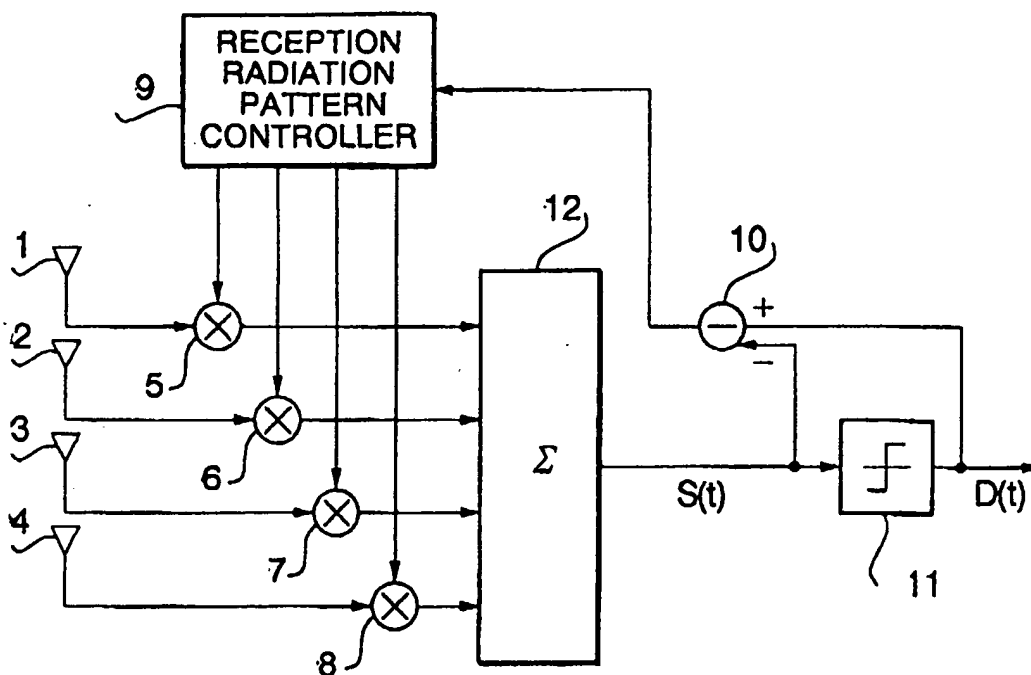 RECEPTION
RADIATION
PATTERN
CONTROLLER
9
12
1
10
+
2
−
−
5
3
6
Σ
S(t)
D(t)
4
7
11
8